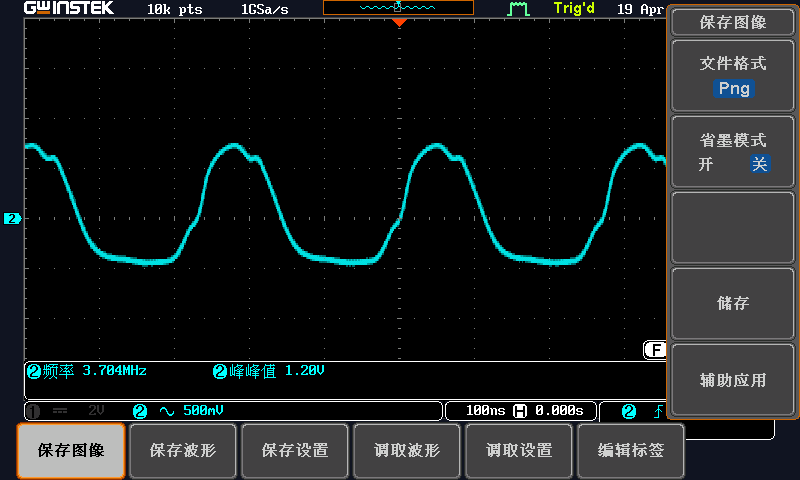 GWINSTEK 10k pts 1GSa/s Trig'd 19 Apr
保存图像
文件格式
Png
省墨模式
开 关
2
储存
F
2频率 3.704MHz 2峰峰值 1.20V
辅助应用
1 2V 2 500mV 100ns H 0.000s 2
保存图像 保存波形 保存设置 调取波形 调取设置 编辑标签